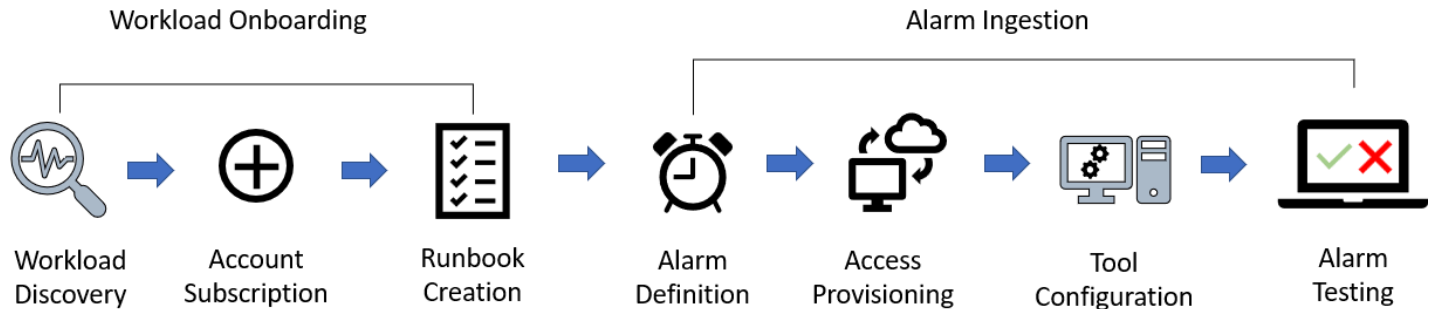 Workload Onboarding
Alarm Ingestion
Workload
Discovery
Account
Subscription
Runbook
Creation
Alarm
Definition
Access
Provisioning
Tool
Configuration
Alarm
Testing